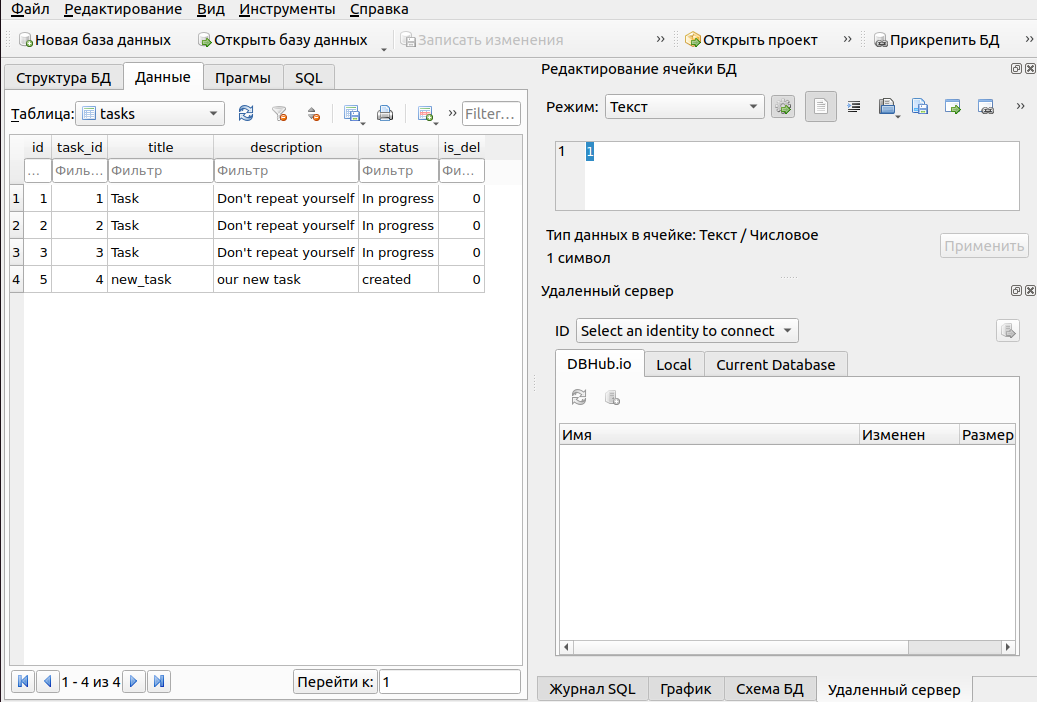 Файл Редактирование Вид Инструменты Справка
Новая база данных Открыть базу данных Записать изменения » Открыть проект » Прикрепить БД »
Структура БД Данные Прагмы SQL
Таблица: tasks » Filter...
id task_id title description status is_del
... Филь... Фильтр Фильтр Фильтр Фи...
1 1 1 Task Don't repeat yourself In progress 0
2 2 2 Task Don't repeat yourself In progress 0
3 3 3 Task Don't repeat yourself In progress 0
4 5 4 new_task our new task created 0
1 - 4 из 4 Перейти к: 1
Редактирование ячейки БД
Режим: Текст »
1 1
Тип данных в ячейке: Текст / Числовое
1 символ
Применить
Удаленный сервер
ID Select an identity to connect
DBHub.io Local Current Database
Имя Изменен Размер
Журнал SQL График Схема БД Удаленный сервер